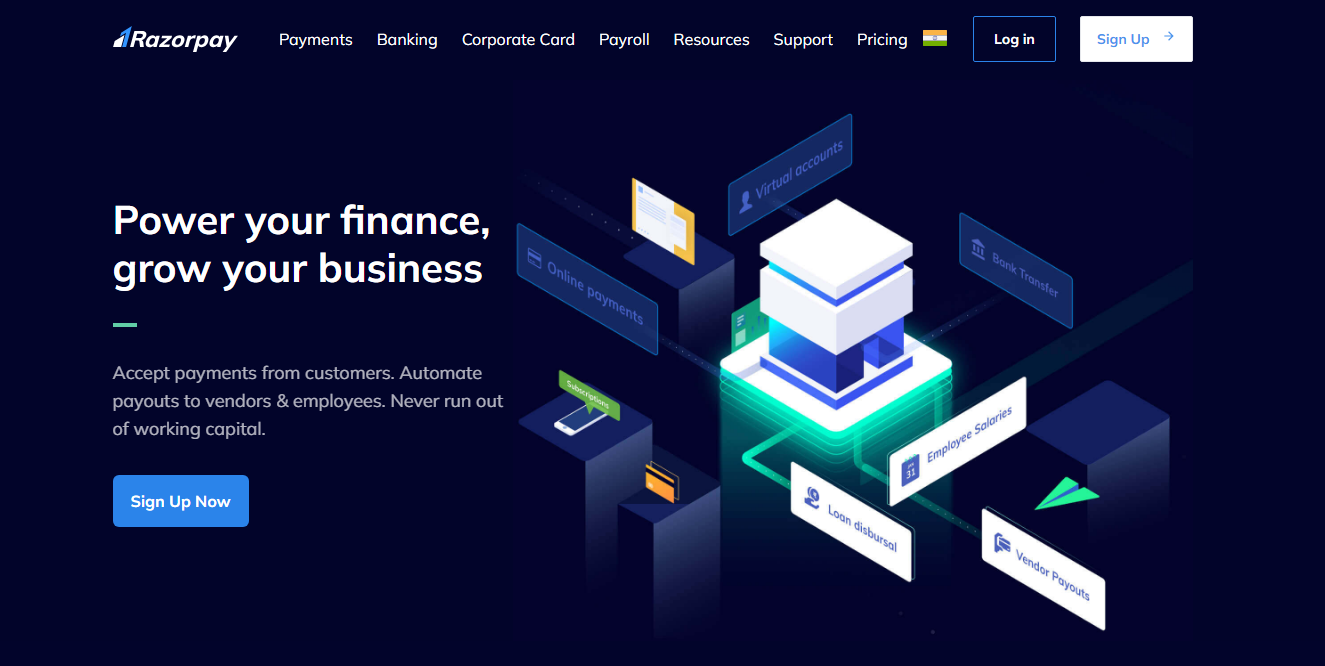 Razorpay
Payments
Banking
Corporate Card
Payroll
Resources
Support
Pricing
Log in
Sign Up
Power your finance,
grow your business
Accept payments from customers. Automate
payouts to vendors & employees. Never run out
of working capital.
Sign Up Now
Virtual accounts
Online payments
Bank Transfer
Subscriptions
Employee Salaries
31
Loan disbursal
Vendor Payouts